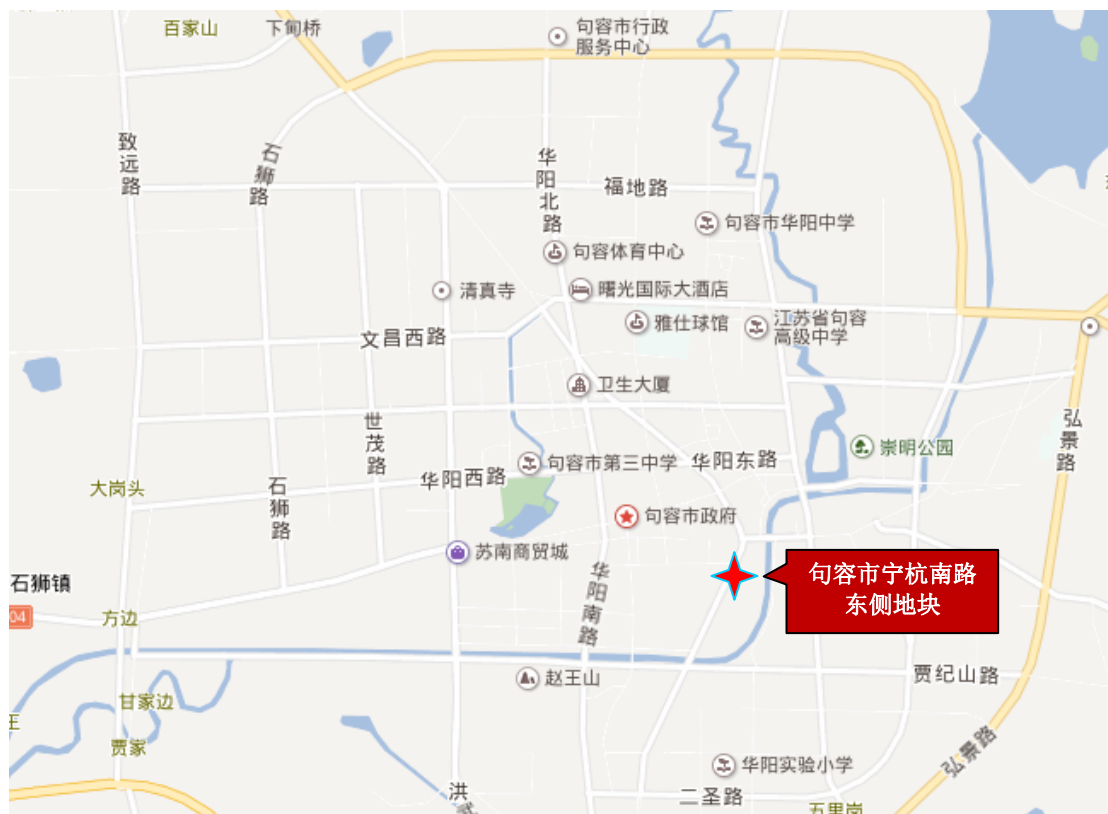 百家山
下甸桥
句容市行政
服务中心
致远路
石狮路
华阳北路
福地路
句容市华阳中学
句容体育中心
清真寺
曙光国际大酒店
文昌西路
雅仕球馆
江苏省句容
高级中学
卫生大厦
世茂路
弘景路
崇明公园
大岗头
石狮路
华阳西路
句容市第三中学
华阳东路
句容市政府
苏南商贸城
石狮镇
04
方边
华阳南路
句容市宁杭南路
东侧地块
赵王山
贾纪山路
甘家边
王
贾家
弘景路
华阳实验小学
洪
二圣路
五里岗